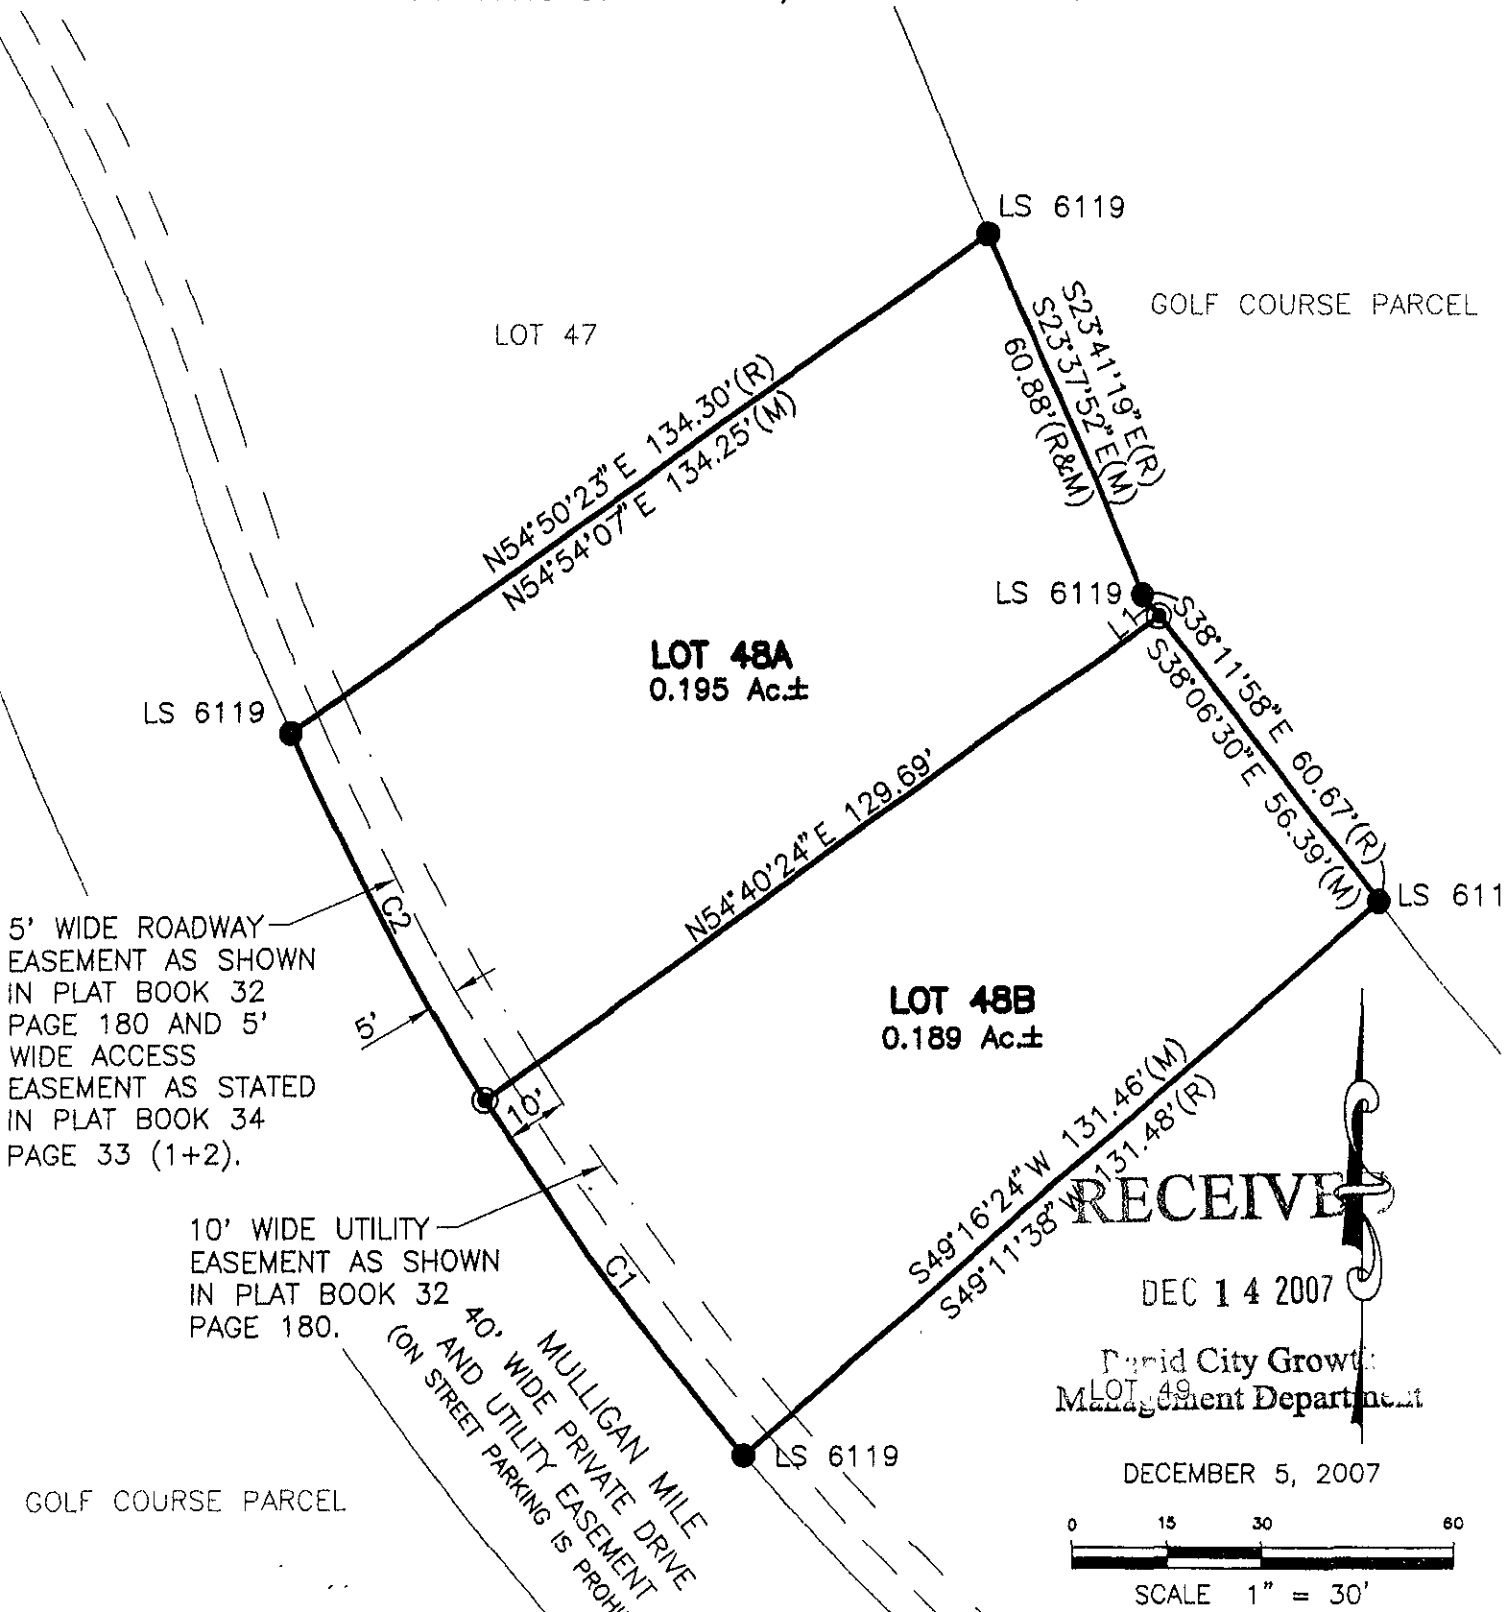 LS 6119
GOLF COURSE PARCEL
LOT 47
S23°41'19"E(R)
S23°37'52"E(M)
60.88'(R&M)
N54°50'23"E 134.30'(R)
N54°54'07"E 134.25'(M)
LS 6119
L1
S38°11'58"E 60.67'(R)
S38°06'30"E 56.39'(M)
LOT 48A
0.195 Ac.±
LS 6119
N54°40'24"E 129.69'
LS 611
C2
5' WIDE ROADWAY
EASEMENT AS SHOWN
IN PLAT BOOK 32
PAGE 180 AND 5'
WIDE ACCESS
EASEMENT AS STATED
IN PLAT BOOK 34
PAGE 33 (1+2).
5'
10'
LOT 48B
0.189 Ac.±
S49°16'24"W 131.46'(M)
S49°11'38"W 131.48'(R)
RECEIVE
DEC 14 2007
Rapid City Growth
Management Department
LOT 49
10' WIDE UTILITY
EASEMENT AS SHOWN
IN PLAT BOOK 32
PAGE 180.
C1
MULLIGAN MILE
40' WIDE PRIVATE DRIVE
AND UTILITY EASEMENT
(ON STREET PARKING IS PROHI
LS 6119
GOLF COURSE PARCEL
DECEMBER 5, 2007
0 15 30 60
SCALE 1" = 30'